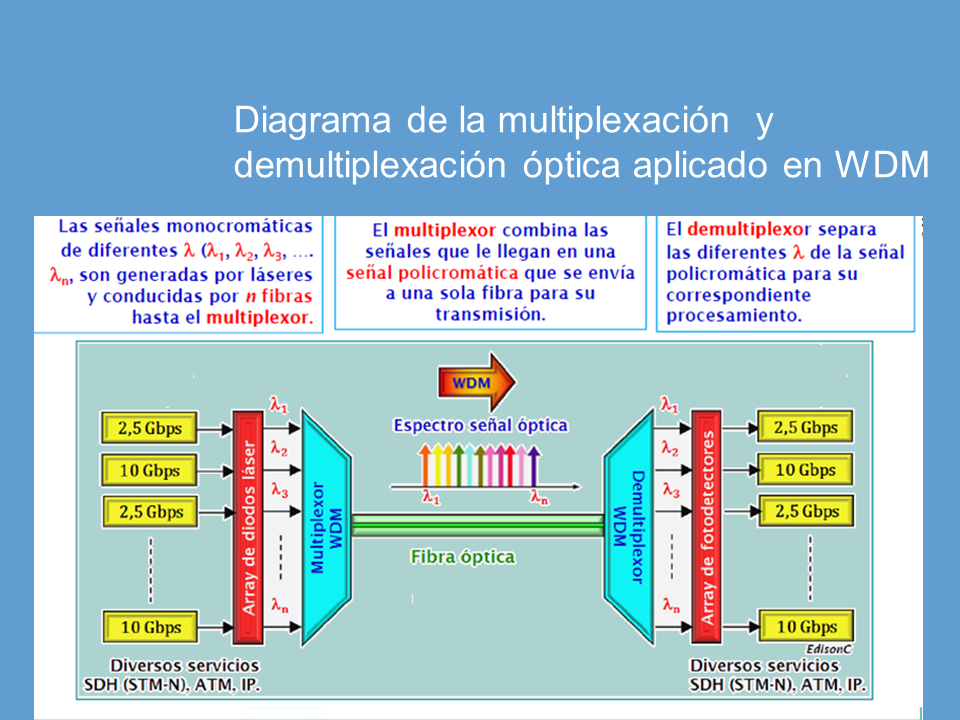 Diagrama de la multiplexación y
demultiplexación óptica aplicado en WDM
Las señales monocromáticas
de diferentes λ (λ1, λ2, λ3, ....
λn, son generadas por láseres
y conducidas por n fibras
hasta el multiplexor.
El multiplexor combina las
señales que le llegan en una
señal policromática que se envía
a una sola fibra para su
transmisión.
El demultiplexor separa
las diferentes λ de la señal
policromática para su
correspondiente
procesamiento.
WDM
Espectro señal óptica
λ1
λn
Fibra óptica
2,5 Gbps
10 Gbps
2,5 Gbps
10 Gbps
Array de diodos láser
λ1
λ2
λ3
λn
Multiplexor
WDM
Demultiplexor
WDM
λ1
λ2
λ3
λn
Array de fotodetectores
2,5 Gbps
10 Gbps
2,5 Gbps
10 Gbps
EdisonC
Diversos servicios
SDH (STM-N), ATM, IP.
Diversos servicios
SDH (STM-N), ATM, IP.